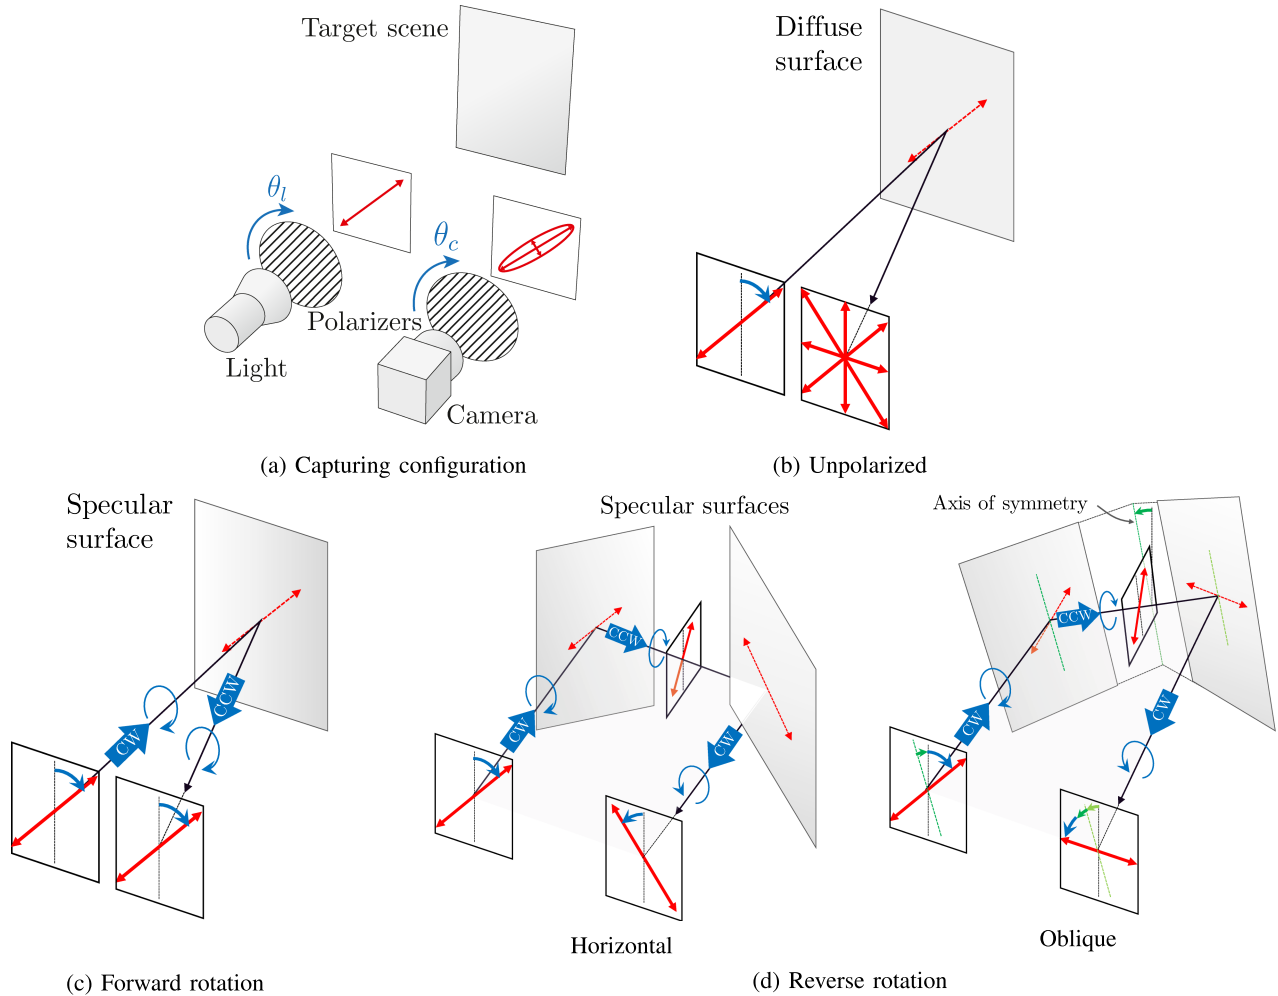 Target scene
θl
θc
Polarizers
Light
Camera
(a) Capturing configuration
Diffuse
surface
(b) Unpolarized
Specular
surface
CW
CCW
(c) Forward rotation
Specular surfaces
CCW
CW
CW
Horizontal
Axis of symmetry
CCW
CW
CW
Oblique
(d) Reverse rotation